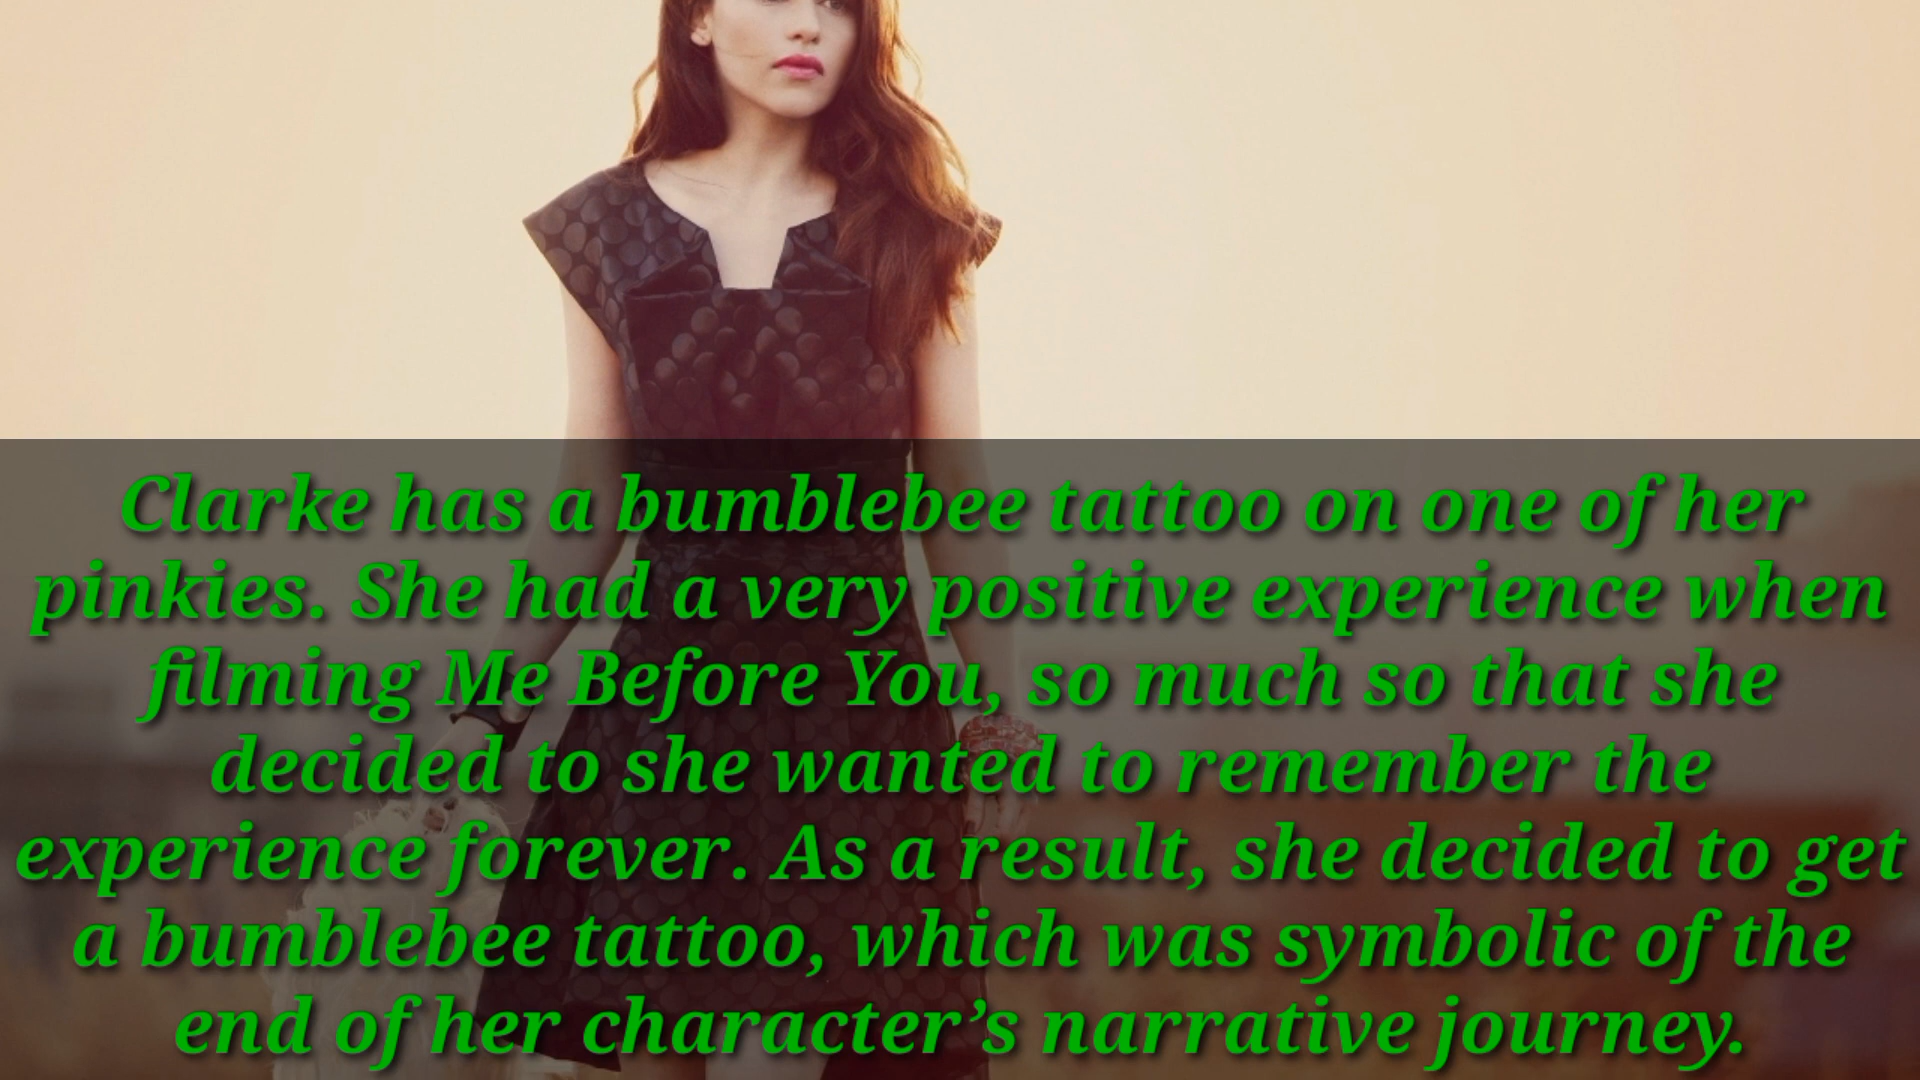 Clarke has a bumblebee tattoo on one of her
pinkies. She had a very positive experience when
filming Me Before You, so much so that she
decided to she wanted to remember the
experience forever. As a result, she decided to get
a bumblebee tattoo, which was symbolic of the
end of her character’s narrative journey.